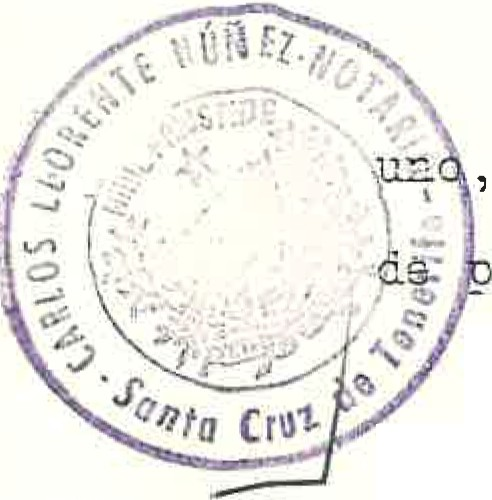 CARLOS LLORENTE NÚÑEZ-NOTARIO
Santa Cruz de Tenerife
uno,
de p